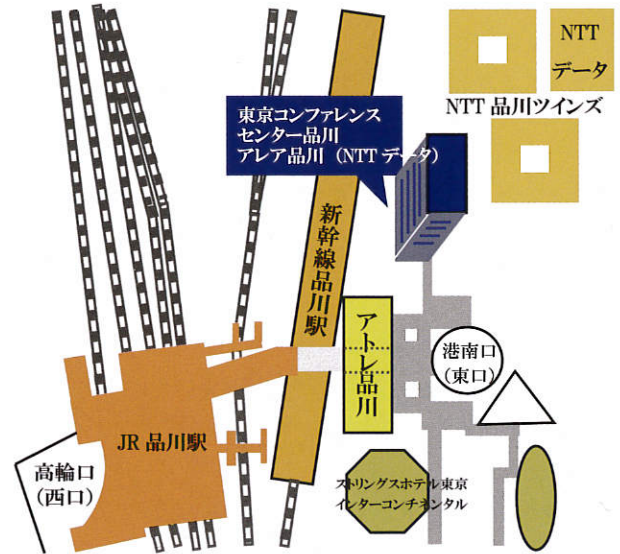 NTT
データ
NTT 品川ツインズ
東京コンファレンス
センター品川
アレア品川（NTT データ）
新幹線品川駅
アトレ品川
港南口
（東口）
JR 品川駅
高輪口
（西口）
ストリングスホテル東京
インターコンチネンタル